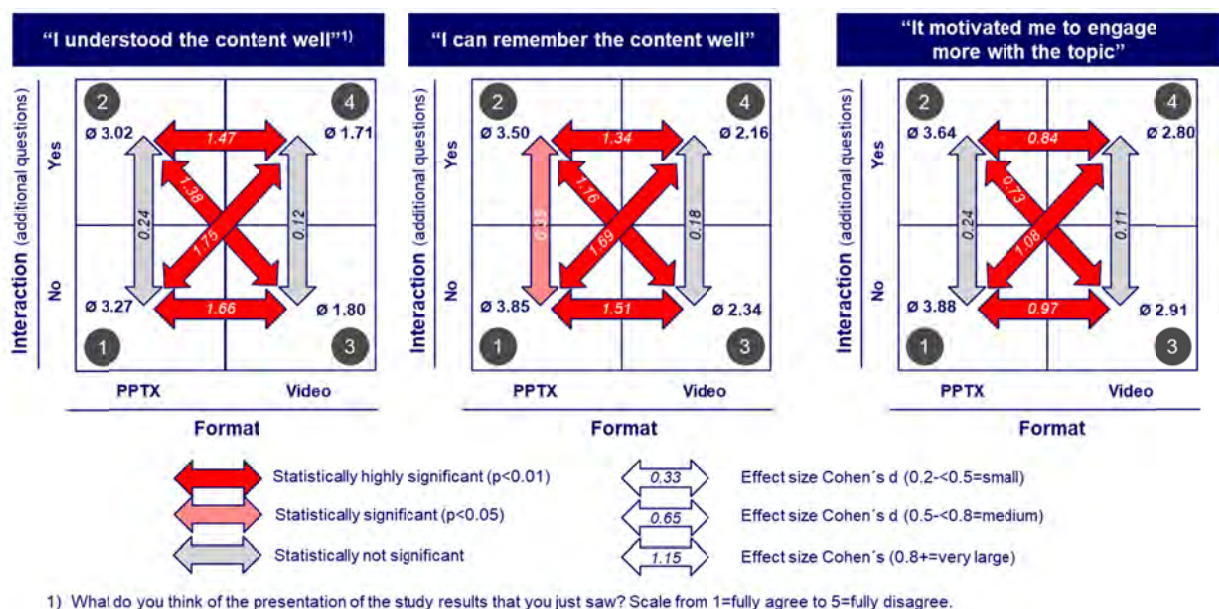 "I understood the content well"1)
"I can remember the content well"
"It motivated me to engage
more with the topic"
Interaction (additional questions)
Yes
No
2
4
Ø 3.02
1.47
Ø 1.71
1.38
0.24
1.75
0.12
Ø 3.27
1.66
Ø 1.80
1
3
PPTX
Video
Format
Interaction (additional questions)
Yes
No
2
4
Ø 3.50
1.34
Ø 2.16
1.16
1.69
0.18
Ø 3.85
1.51
Ø 2.34
1
3
PPTX
Video
Format
Interaction (additional questions)
Yes
No
2
4
Ø 3.64
0.84
Ø 2.80
0.73
0.24
1.08
0.11
Ø 3.88
0.97
Ø 2.91
1
3
PPTX
Video
Format
Statistically highly significant (p<0.01)
Statistically significant (p<0.05)
Statistically not significant
0.33
Effect size Cohen´s d (0.2-<0.5=small)
0.65
Effect size Cohen´s d (0.5-<0.8=medium)
1.15
Effect size Cohen´s (0.8+=very large)
1) What do you think of the presentation of the study results that you just saw? Scale from 1=fully agree to 5=fully disagree.